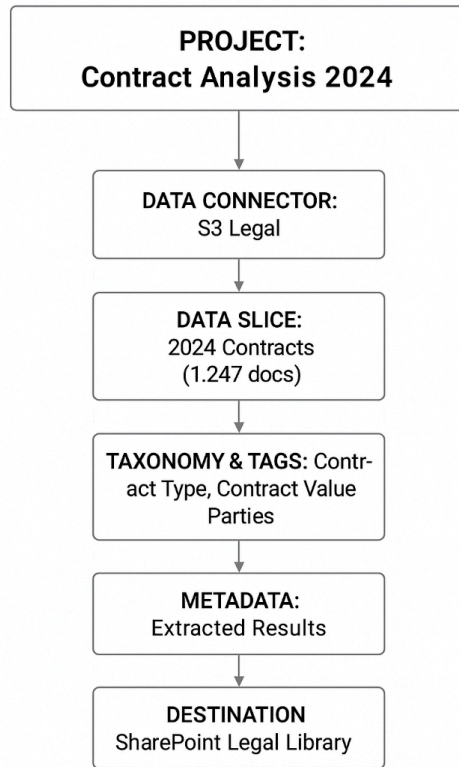 PROJECT:
Contract Analysis 2024
DATA CONNECTOR:
S3 Legal
DATA SLICE:
2024 Contracts
(1.247 docs)
TAXONOMY & TAGS: Contr-
act Type, Contract Value
Parties
METADATA:
Extracted Results
DESTINATION
SharePoint Legal Library